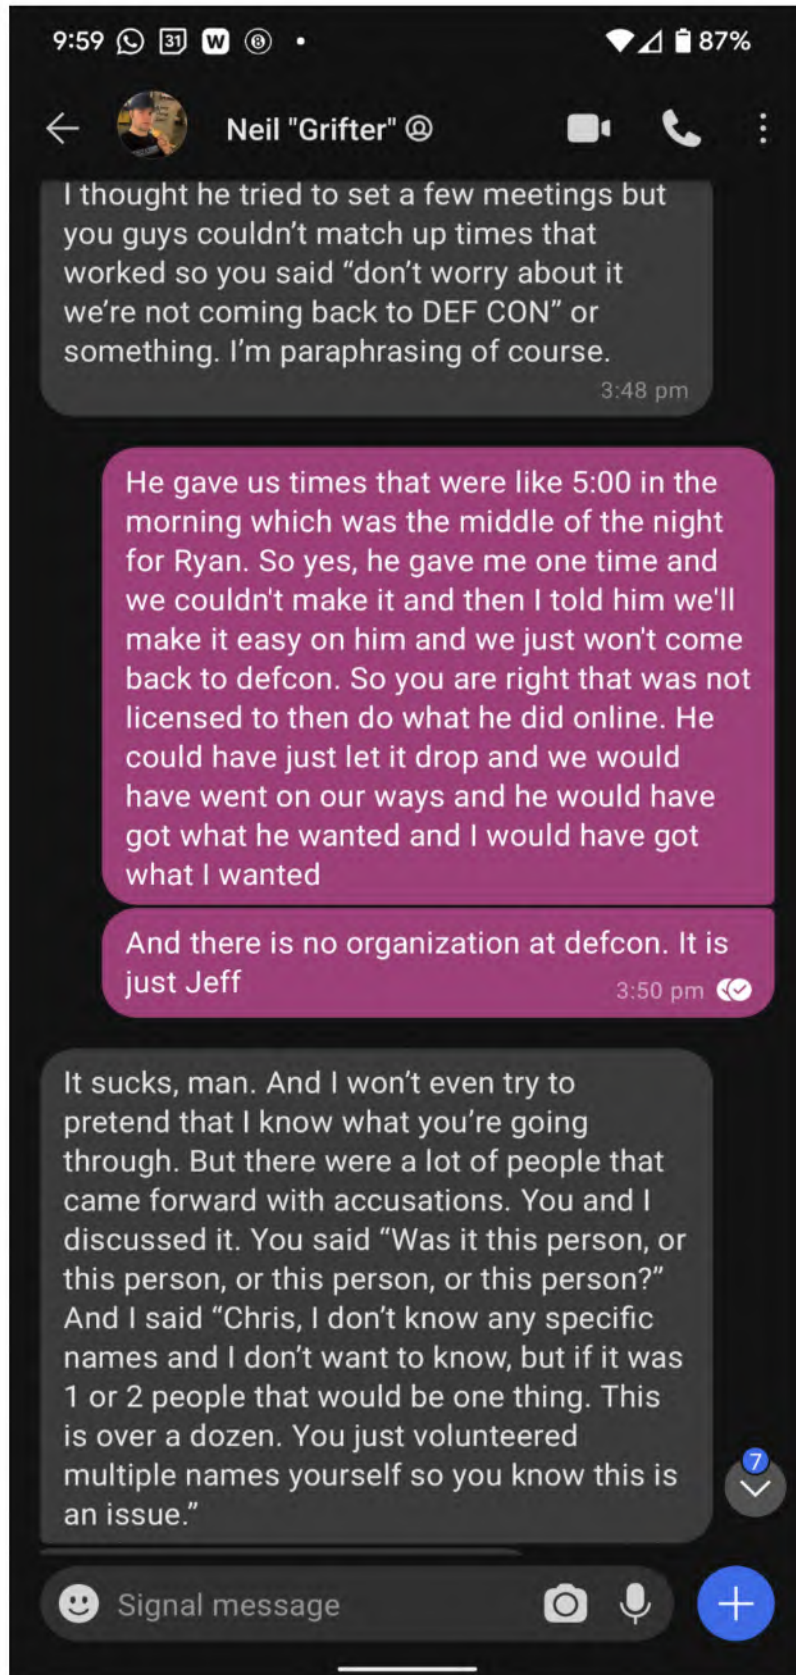 9:59 31 W 8 87%
Neil "Grifter"
I thought he tried to set a few meetings but
you guys couldn’t match up times that
worked so you said “don’t worry about it
we’re not coming back to DEF CON” or
something. I’m paraphrasing of course.
3:48 pm
He gave us times that were like 5:00 in the
morning which was the middle of the night
for Ryan. So yes, he gave me one time and
we couldn't make it and then I told him we'll
make it easy on him and we just won't come
back to defcon. So you are right that was not
licensed to then do what he did online. He
could have just let it drop and we would
have went on our ways and he would have
got what he wanted and I would have got
what I wanted
And there is no organization at defcon. It is
just Jeff
3:50 pm
It sucks, man. And I won’t even try to
pretend that I know what you’re going
through. But there were a lot of people that
came forward with accusations. You and I
discussed it. You said “Was it this person, or
this person, or this person, or this person?”
And I said “Chris, I don’t know any specific
names and I don’t want to know, but if it was
1 or 2 people that would be one thing. This
is over a dozen. You just volunteered
multiple names yourself so you know this is
an issue.”
7
Signal message